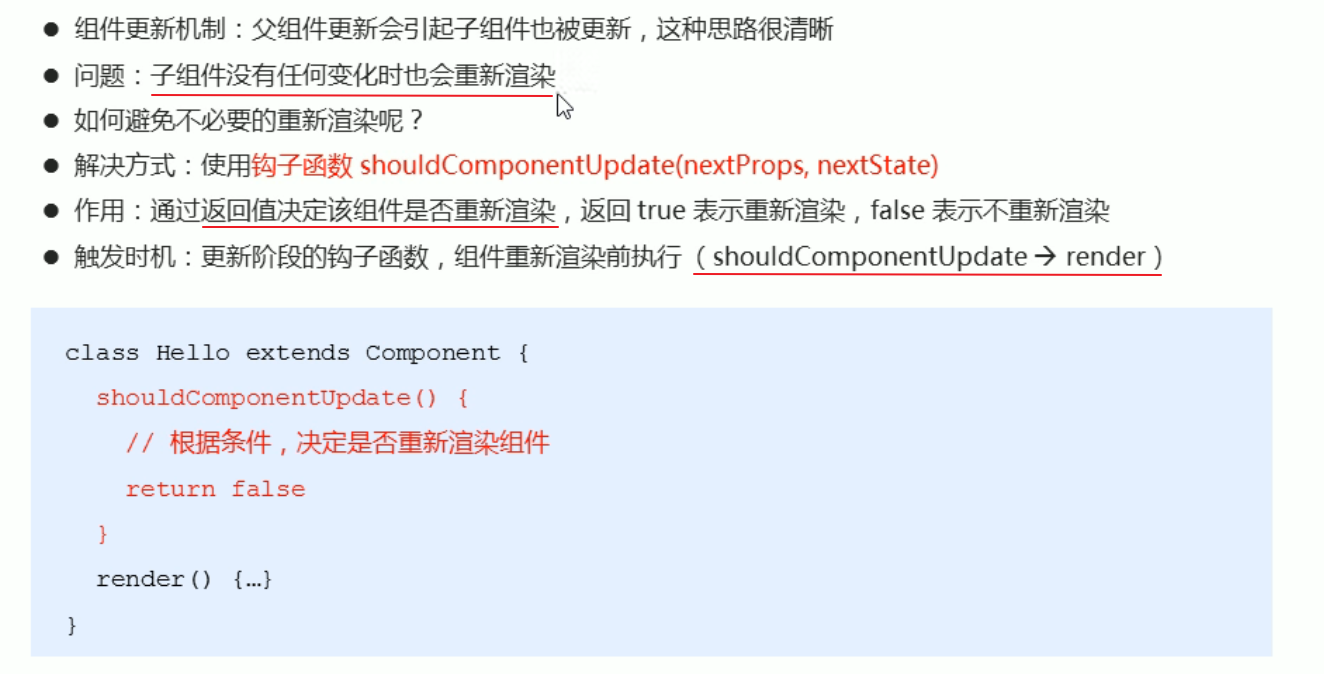 ● 组件更新机制：父组件更新会引起子组件也被更新，这种思路很清晰
● 问题：子组件没有任何变化时也会重新渲染
● 如何避免不必要的重新渲染呢？
● 解决方式：使用钩子函数 shouldComponentUpdate(nextProps, nextState)
● 作用：通过返回值决定该组件是否重新渲染，返回 true 表示重新渲染，false 表示不重新渲染
● 触发时机：更新阶段的钩子函数，组件重新渲染前执行（shouldComponentUpdate → render）
class Hello extends Component {
shouldComponentUpdate() {
// 根据条件，决定是否重新渲染组件
return false
}
render() {…}
}